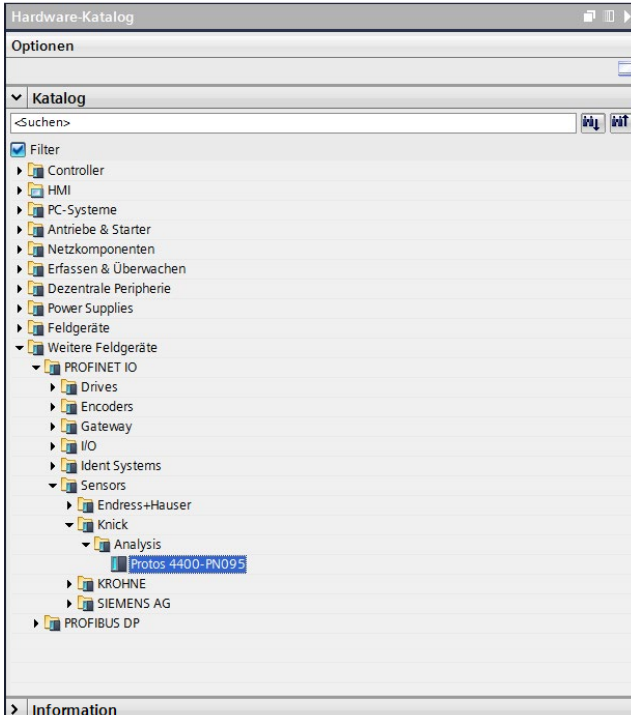 Hardware-Katalog
Optionen
Katalog
<Suchen>
Filter
Controller
HMI
PC-Systeme
Antriebe & Starter
Netzkomponenten
Erfassen & Überwachen
Dezentrale Peripherie
Power Supplies
Feldgeräte
Weitere Feldgeräte
PROFINET IO
Drives
Encoders
Gateway
I/O
Ident Systems
Sensors
Endress+Hauser
Knick
Analysis
Protos 4400-PN095
KROHNE
SIEMENS AG
PROFIBUS DP
Information